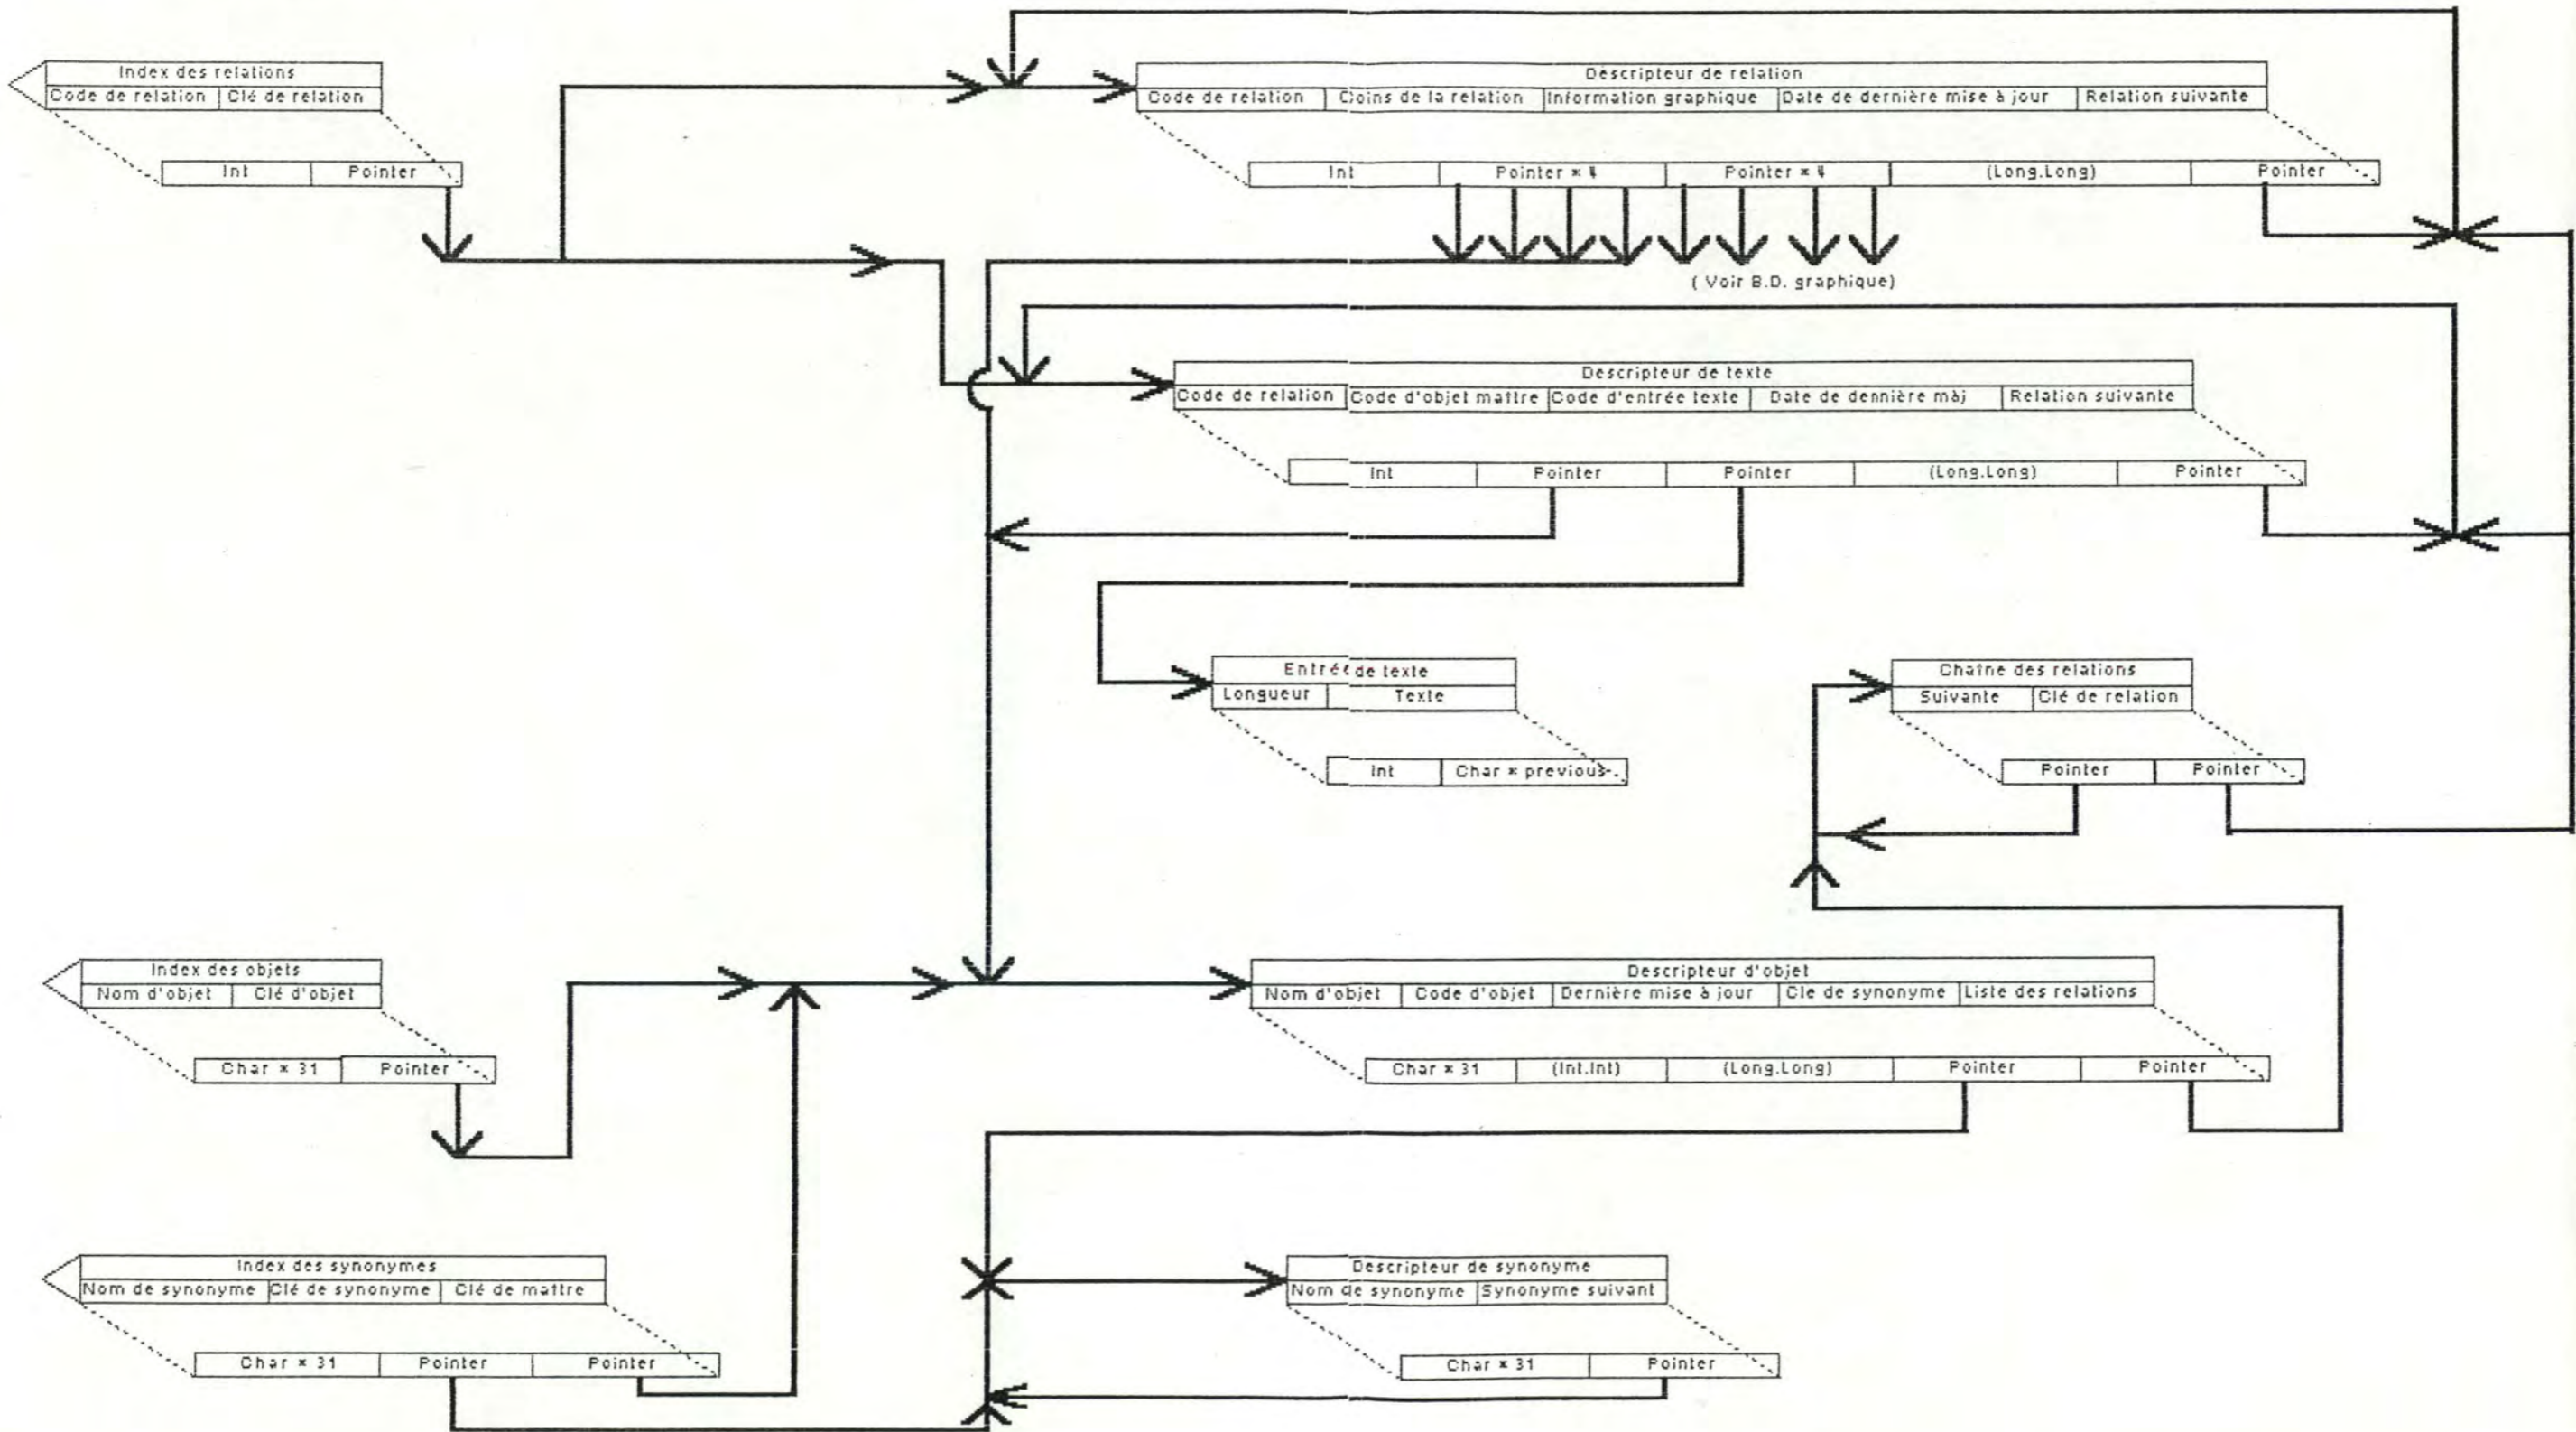 Index des relations
Code de relation Clé de relation
Int Pointer
Descripteur de relation
Code de relation Coins de la relation Information graphique Date de dernière mise à jour Relation suivante
Int Pointer * 4 Pointer * 4 (Long.Long) Pointer
( Voir B.D. graphique)
Descripteur de texte
Code de relation Code d'objet maître Code d'entrée texte Date de dennière màj Relation suivante
Int Pointer Pointer (Long.Long) Pointer
Entrée de texte
Longueur Texte
Int Char * previous
Chaîne des relations
Suivante Clé de relation
Pointer Pointer
Index des objets
Nom d'objet Clé d'objet
Char * 31 Pointer
Descripteur d'objet
Nom d'objet Code d'objet Dernière mise à jour Cle de synonyme Liste des relations
Char * 31 (Int.Int) (Long.Long) Pointer Pointer
Index des synonymes
Nom de synonyme Clé de synonyme Clé de maître
Char * 31 Pointer Pointer
Descripteur de synonyme
Nom de synonyme Synonyme suivant
Char * 31 Pointer